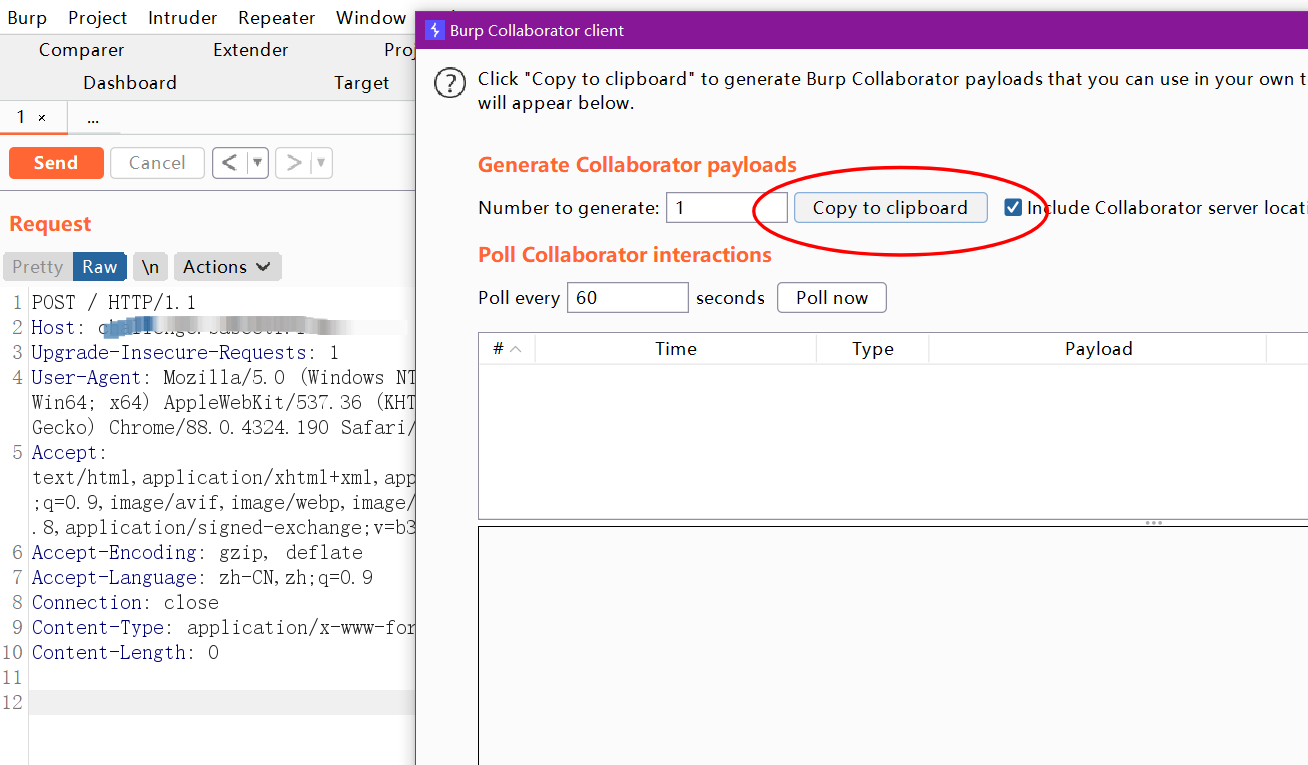 Burp Project Intruder Repeater Window
Burp Collaborator client
Comparer Extender
Dashboard Target
1 × ...
Click "Copy to clipboard" to generate Burp Collaborator payloads that you can use in your own
will appear below.
Send Cancel < ▼ > ▼
Generate Collaborator payloads
Number to generate: 1 Copy to clipboard Include Collaborator server
Request
Poll Collaborator interactions
Pretty Raw \n Actions
Poll every 60 seconds Poll now
# Time Type Payload
1 POST / HTTP/1.1
2 Host:
3 Upgrade-Insecure-Requests: 1
4 User-Agent: Mozilla/5.0 (Windows NT
Win64; x64) AppleWebKit/537.36 (KHT
Gecko) Chrome/88.0.4324.190 Safari/
5 Accept:
text/html,application/xhtml+xml,app
;q=0.9,image/avif,image/webp,image/
.8,application/signed-exchange;v=b3
6 Accept-Encoding: gzip, deflate
7 Accept-Language: zh-CN,zh;q=0.9
8 Connection: close
9 Content-Type: application/x-www-for
10 Content-Length: 0
11
12